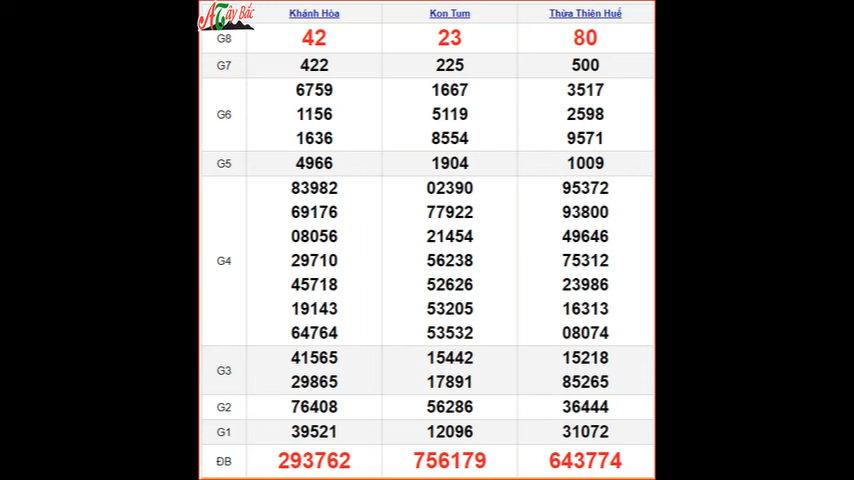 A Tây Bắc
Khánh Hòa Kon Tum Thừa Thiên Huế
G8 42 23 80
G7 422 225 500
6759 1667 3517
G6 1156 5119 2598
1636 8554 9571
G5 4966 1904 1009
83982 02390 95372
69176 77922 93800
08056 21454 49646
G4 29710 56238 75312
45718 52626 23986
19143 53205 16313
64764 53532 08074
G3 41565 15442 15218
29865 17891 85265
G2 76408 56286 36444
G1 39521 12096 31072
ĐB 293762 756179 643774